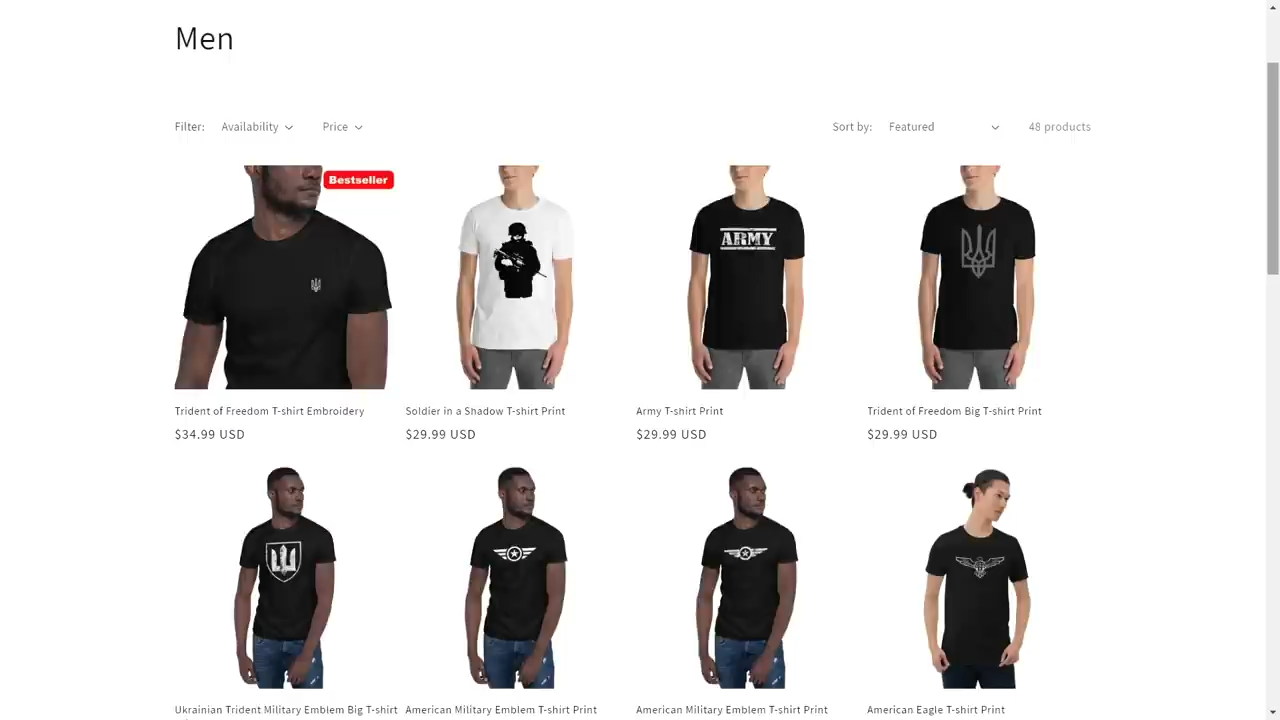 Men
Filter: Availability Price Sort by: Featured 48 products
Bestseller
ARMY
Trident of Freedom T-shirt Embroidery
$34.99 USD
Soldier in a Shadow T-shirt Print
$29.99 USD
Army T-shirt Print
$29.99 USD
Trident of Freedom Big T-shirt Print
$29.99 USD
Ukrainian Trident Military Emblem Big T-shirt
American Military Emblem T-shirt Print
American Military Emblem T-shirt Print
American Eagle T-shirt Print